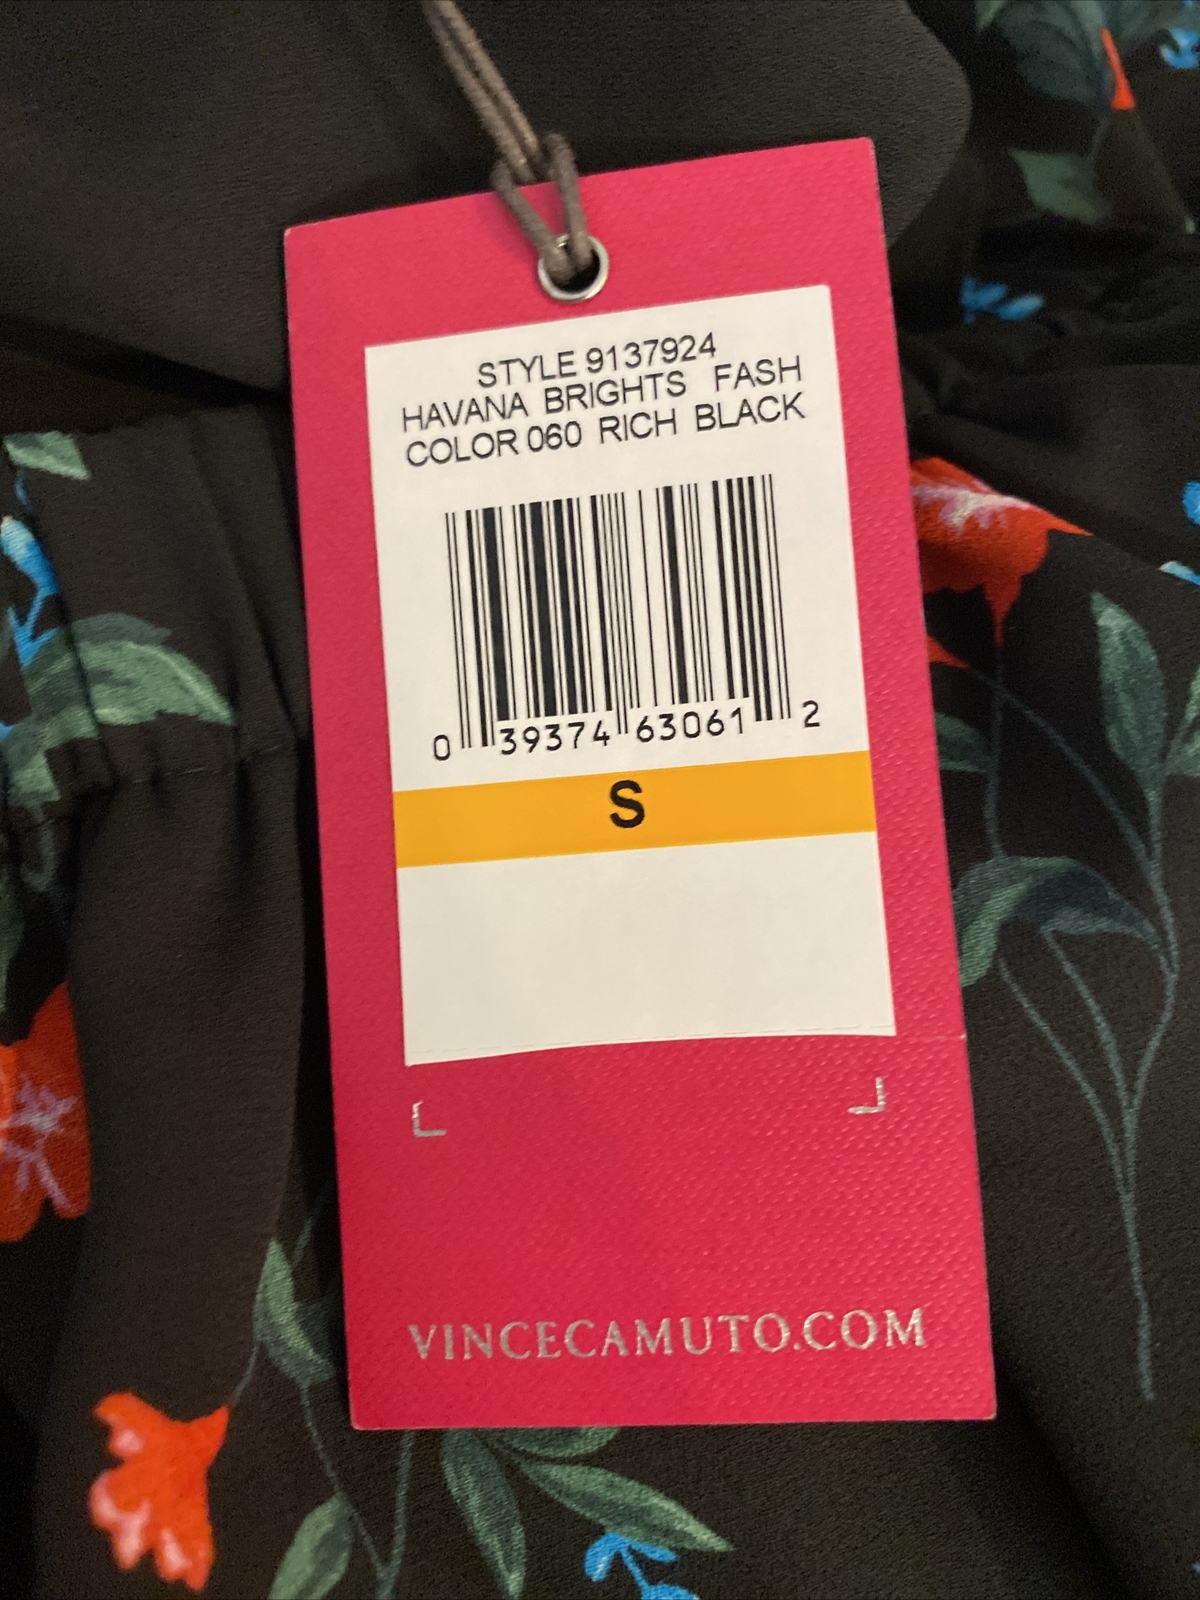 STYLE 9137924
HAVANA BRIGHTS FASH
COLOR 060 RICH BLACK
0 39374 63061 2
S
VINCECAMUTO.COM